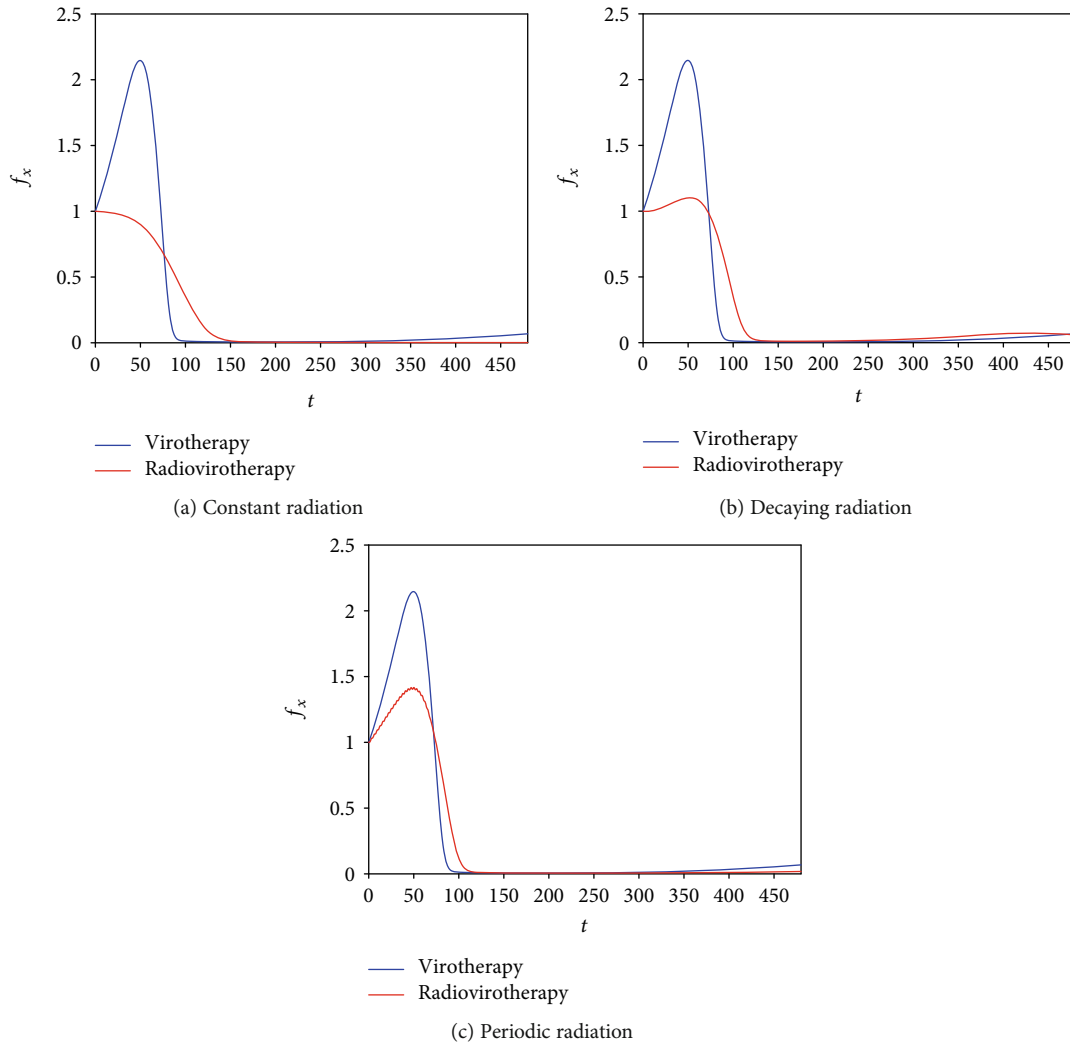 2.5
2
1.5
1
0.5
0
f_x
0 50 100 150 200 250 300 350 400 450
t
Virotherapy
Radiovirotherapy
(a) Constant radiation
2.5
2
1.5
1
0.5
0
f_x
0 50 100 150 200 250 300 350 400 450
t
Virotherapy
Radiovirotherapy
(b) Decaying radiation
2.5
2
1.5
1
0.5
0
f_x
0 50 100 150 200 250 300 350 400 450
t
Virotherapy
Radiovirotherapy
(c) Periodic radiation